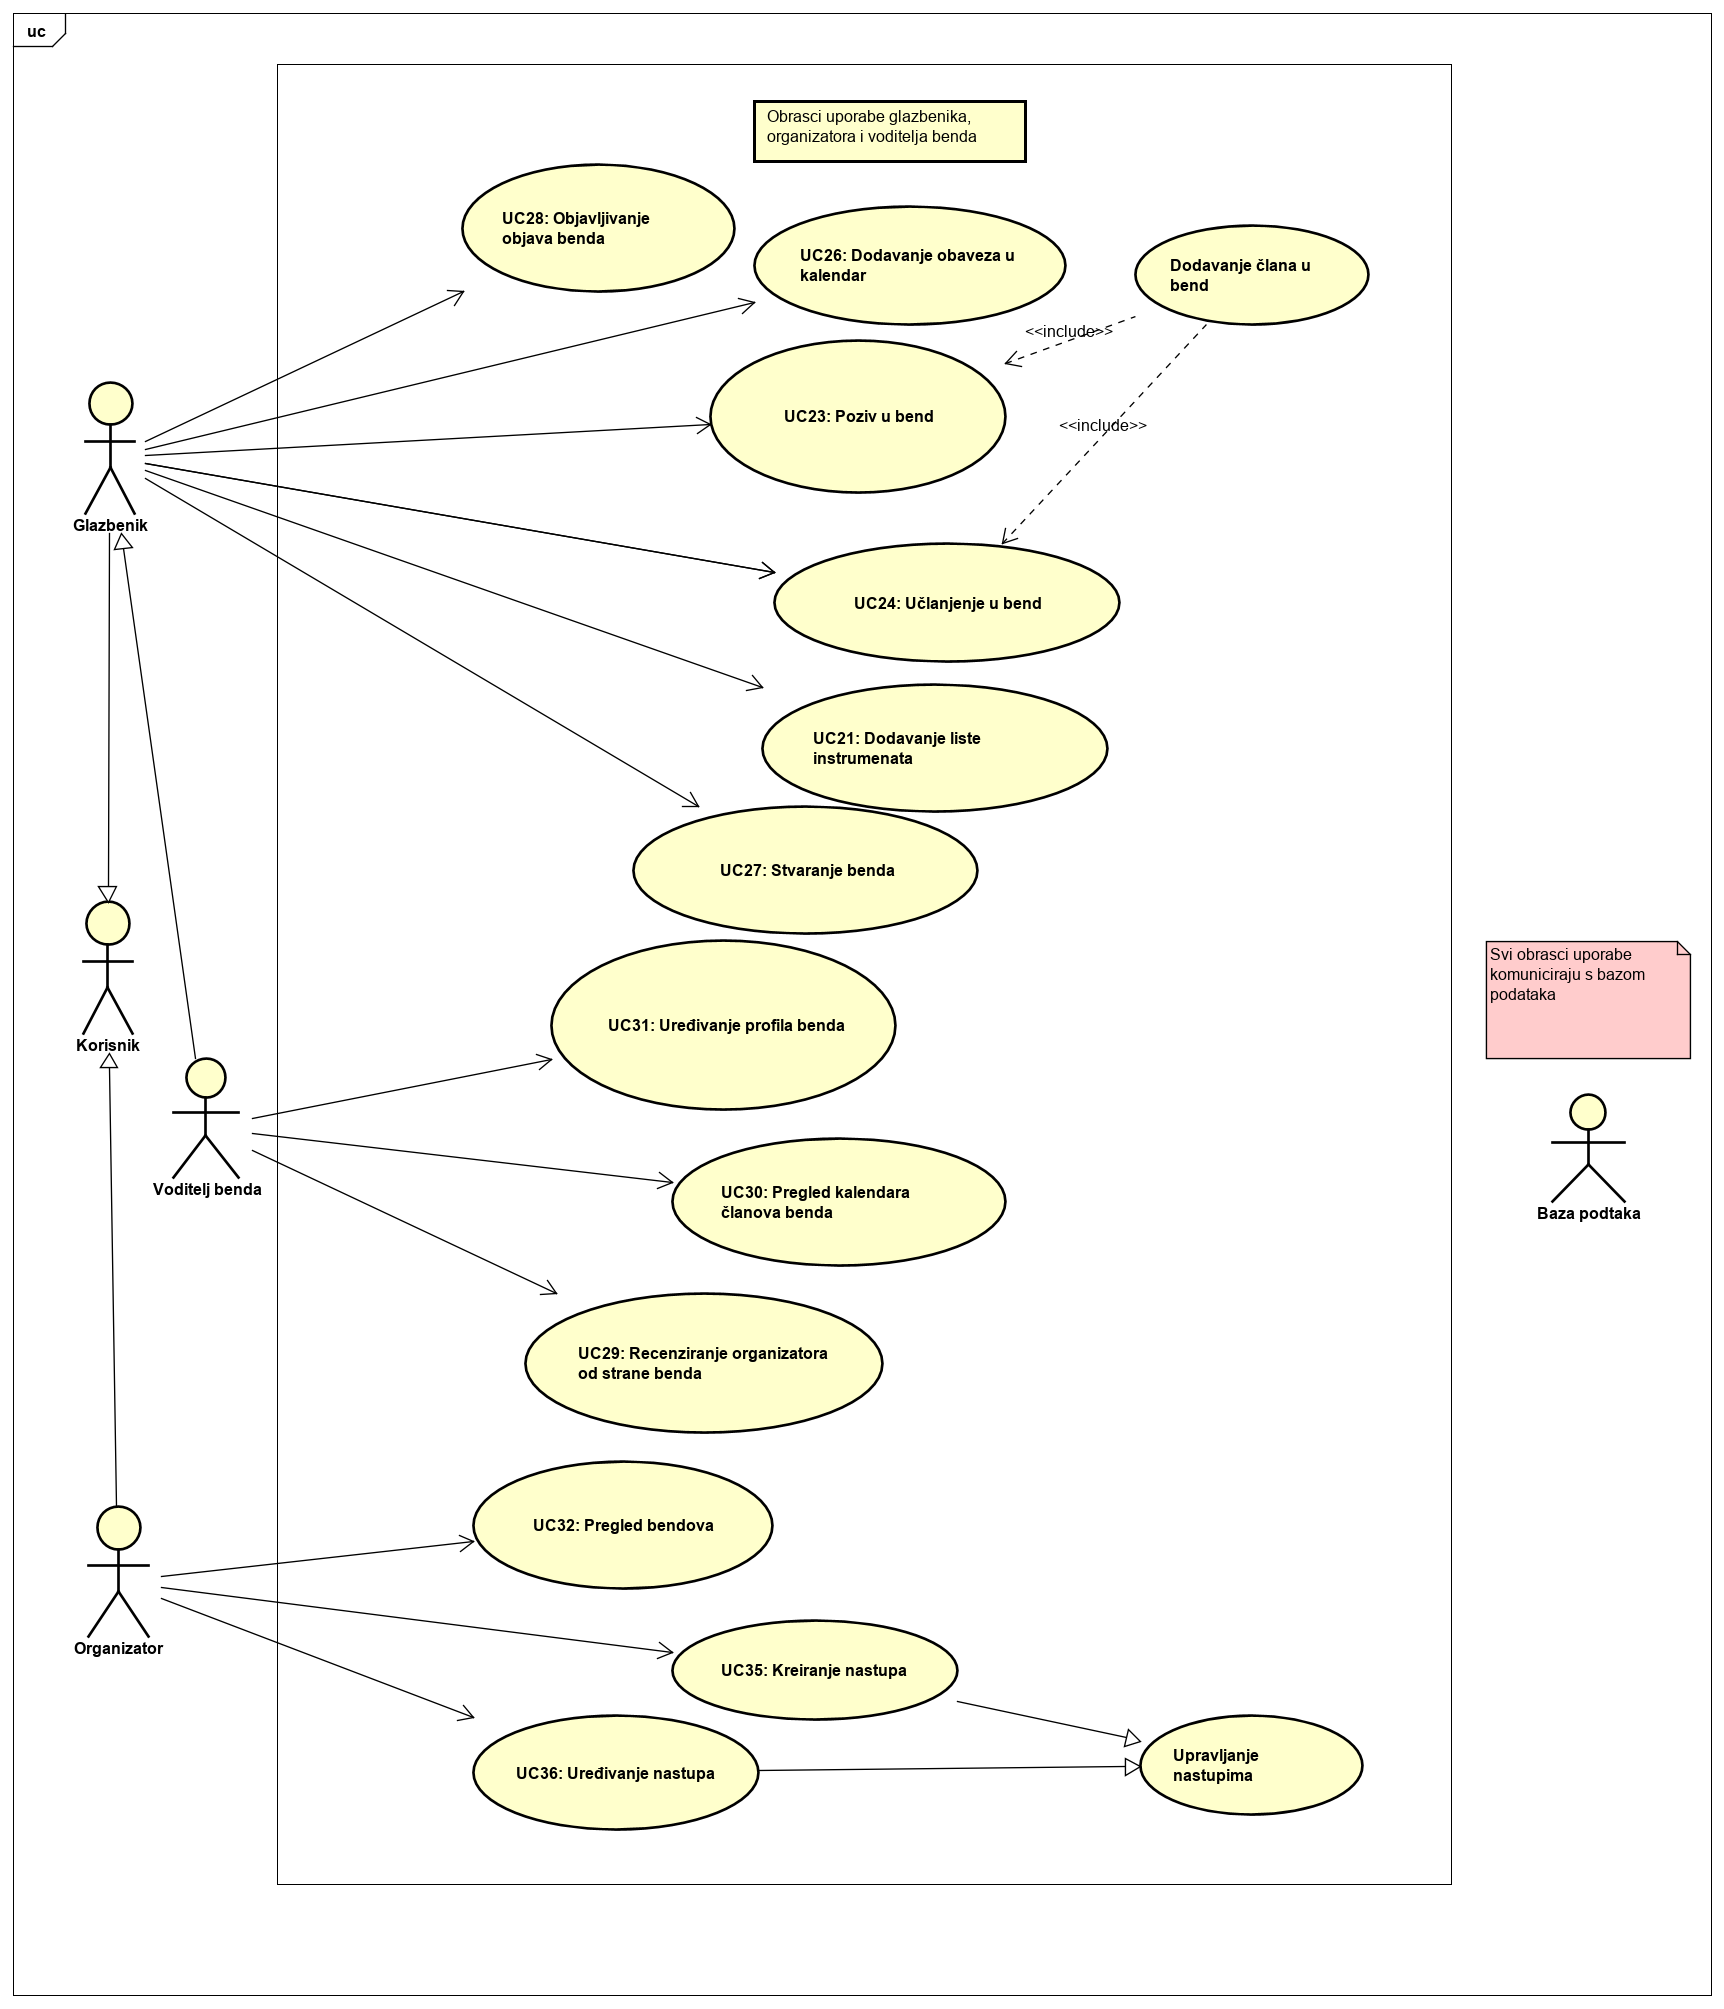 uc
Obrasci uporabe glazbenika,
organizatora i voditelja benda
UC28: Objavljivanje
objava benda
UC26: Dodavanje obaveza u
kalendar
Dodavanje člana u
bend
<<include>>
UC23: Poziv u bend
<<include>>
Glazbenik
UC24: Učlanjenje u bend
UC21: Dodavanje liste
instrumenata
UC27: Stvaranje benda
Korisnik
UC31: Uređivanje profila benda
Svi obrasci uporabe
komuniciraju s bazom
podataka
Voditelj benda
UC30: Pregled kalendara
članova benda
Baza podtaka
UC29: Recenziranje organizatora
od strane benda
UC32: Pregled bendova
Organizator
UC35: Kreiranje nastupa
UC36: Uređivanje nastupa
Upravljanje
nastupima